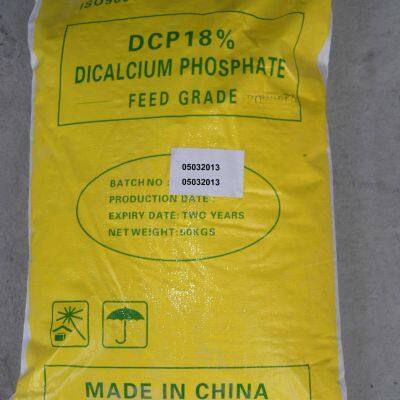 DCP18%
DICALCIUM PHOSPHATE
FEED GRADE
05032013
BATCH NO :
05032013
PRODUCTION DATE :
EXPIRY DATE: TWO YEARS
NET WEIGHT: 50KGS
MADE IN CHINA